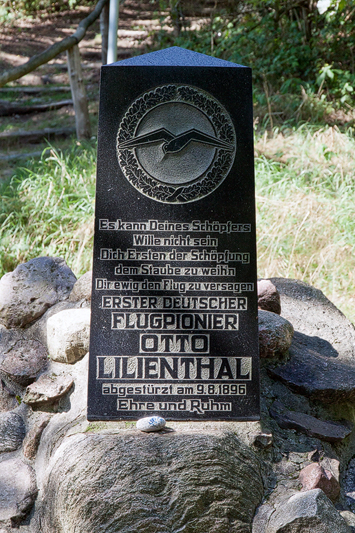 Es kann Deines Schöpfers
Wille nicht sein
Dich Ersten der Schöpfung
dem Staube zu weihn
Dir ewig den Flug zu versagen
ERSTER DEUTSCHER
FLUGPIONIER
OTTO
LILIENTHAL
abgestürzt am 9.8.1896
Ehre und Ruhm